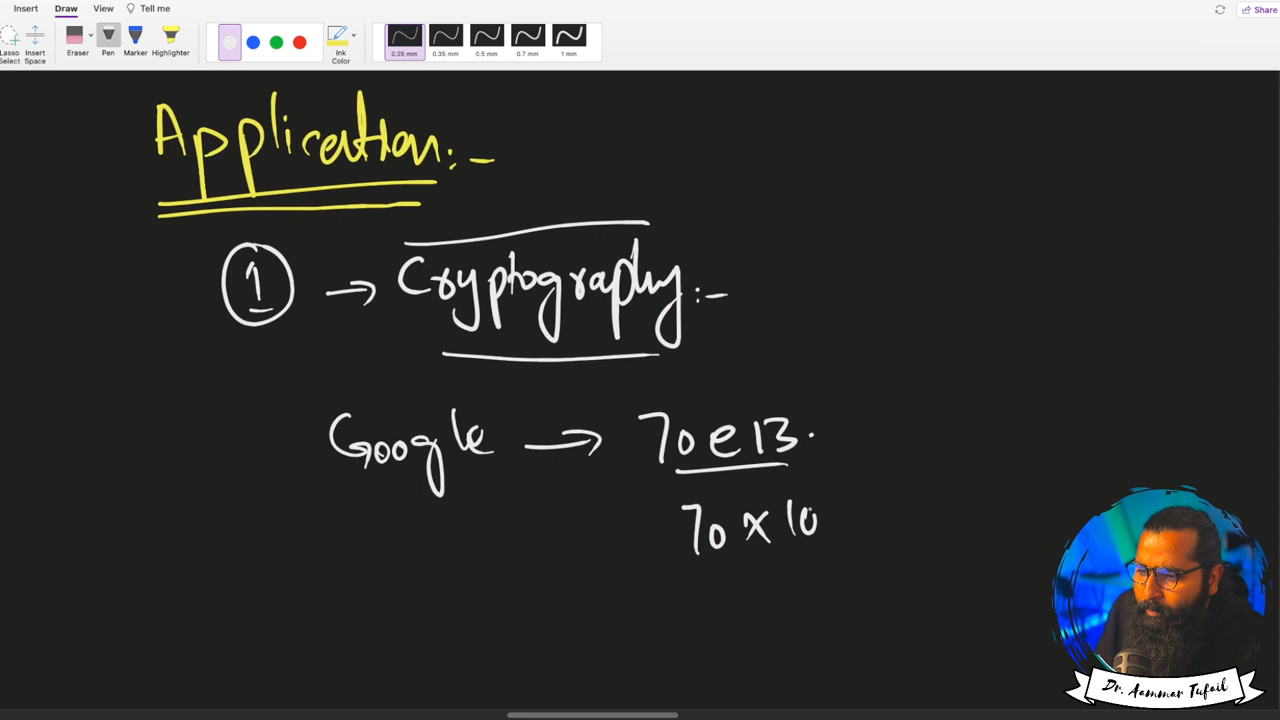 Insert Draw View Tell me
Share
Lasso Select
Insert Space
Eraser
Pen
Marker
Highlighter
Ink Color
0.25 mm
0.35 mm
0.5 mm
0.7 mm
1 mm
Application:-
1 → Cryptography:-
Google → 70e13.
70 x 10
Dr. Aammar Tufail